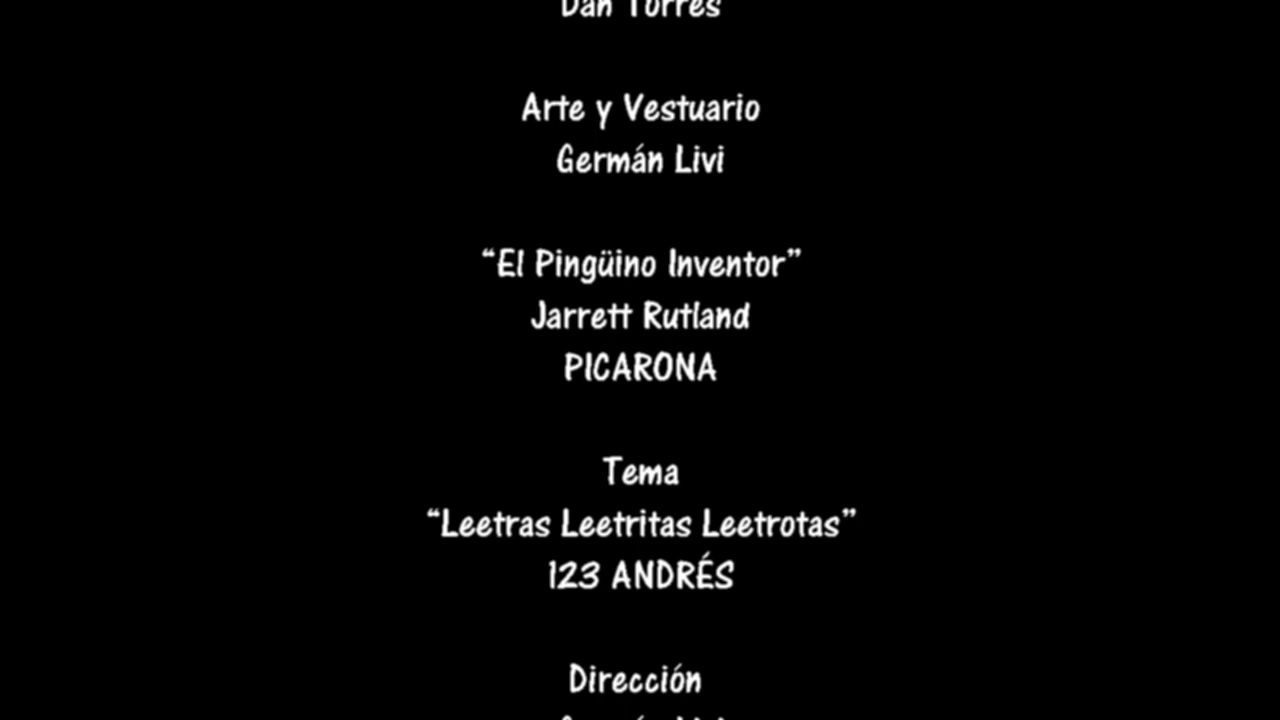 Dan Torres
Arte y Vestuario
Germán Livi
“El Pingüino Inventor”
Jarrett Rutland
PICARONA
Tema
“Leetras Leetritas Leetrotas”
123 ANDRÉS
Dirección